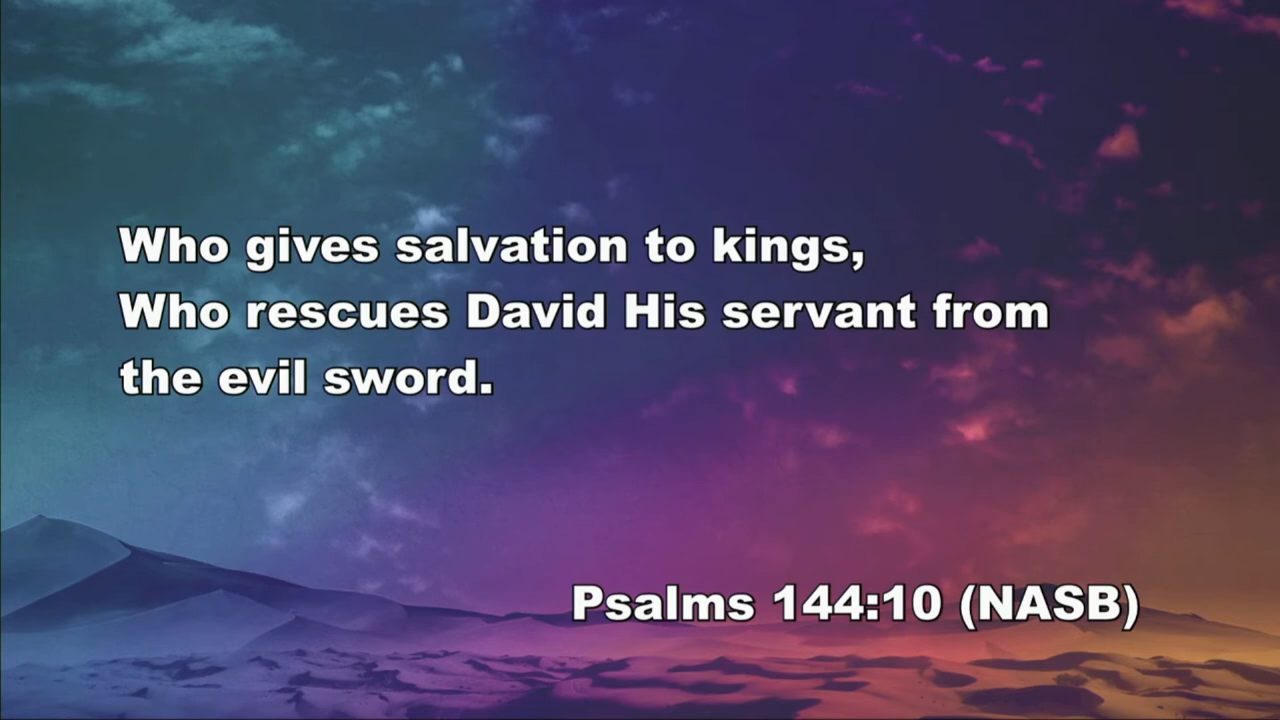 Who gives salvation to kings,
Who rescues David His servant from
the evil sword.
Psalms 144:10 (NASB)